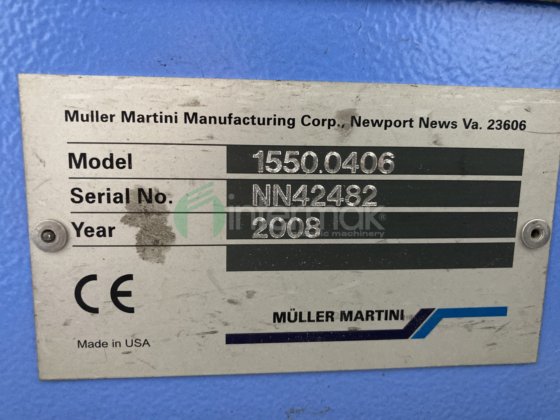 Muller Martini Manufacturing Corp., Newport News Va. 23606
Model 1550.0406
Serial No. NN42482
Year 2008
CE
MÜLLER MARTINI
Made in USA